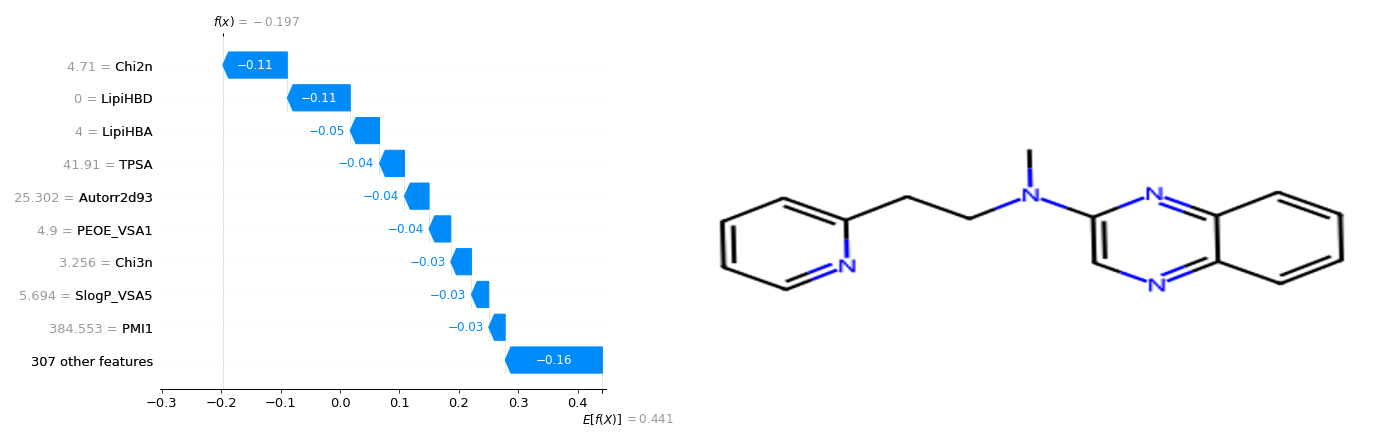 f(x) = −0.197
4.71 = Chi2n −0.11
0 = LipiHBD −0.11
4 = LipiHBA −0.05
41.91 = TPSA −0.04
25.302 = Autorr2d93 −0.04
4.9 = PEOE_VSA1 −0.04
3.256 = Chi3n −0.03
5.694 = SlogP_VSA5 −0.03
384.553 = PMI1 −0.03
307 other features −0.16
−0.3 −0.2 −0.1 0.0 0.1 0.2 0.3 0.4
E[f(X)] = 0.441
N
N
N
N